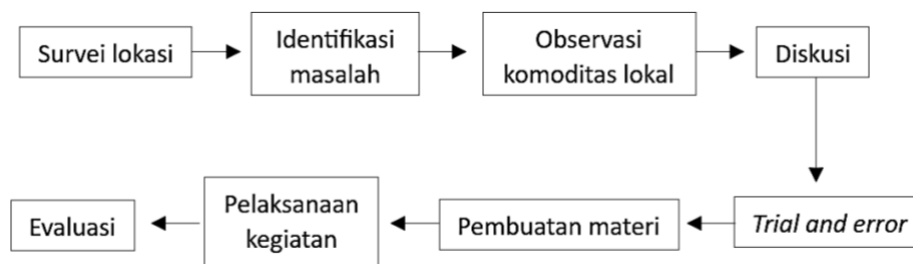 Survei lokasi
Identifikasi
masalah
Observasi
komoditas lokal
Diskusi
Trial and error
Pembuatan materi
Pelaksanaan
kegiatan
Evaluasi